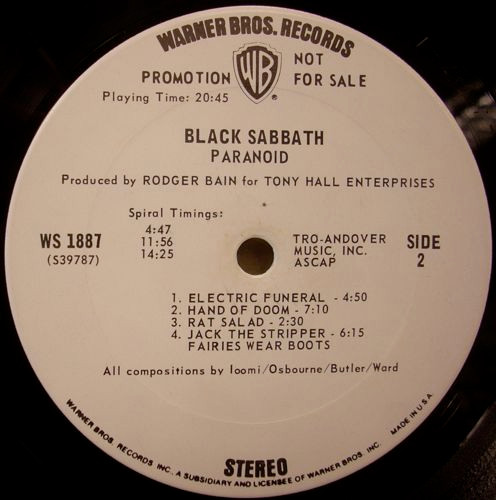 WARNER BROS. RECORDS
PROMOTION
WB
®
NOT
FOR SALE
Playing Time: 20:45
BLACK SABBATH
PARANOID
Produced by RODGER BAIN for TONY HALL ENTERPRISES
Spiral Timings:
4:47
11:56
14:25
WS 1887
(S39787)
TRO-ANDOVER
MUSIC, INC.
ASCAP
SIDE
2
1. ELECTRIC FUNERAL - 4:50
2. HAND OF DOOM - 7:10
3. RAT SALAD - 2:30
4. JACK THE STRIPPER - 6:15
FAIRIES WEAR BOOTS
All compositions by Ioomi/Osbourne/Butler/Ward
STEREO
WARNER BROS. RECORDS INC., A SUBSIDIARY AND LICENSEE OF WARNER BROS. INC.
MADE IN U.S.A